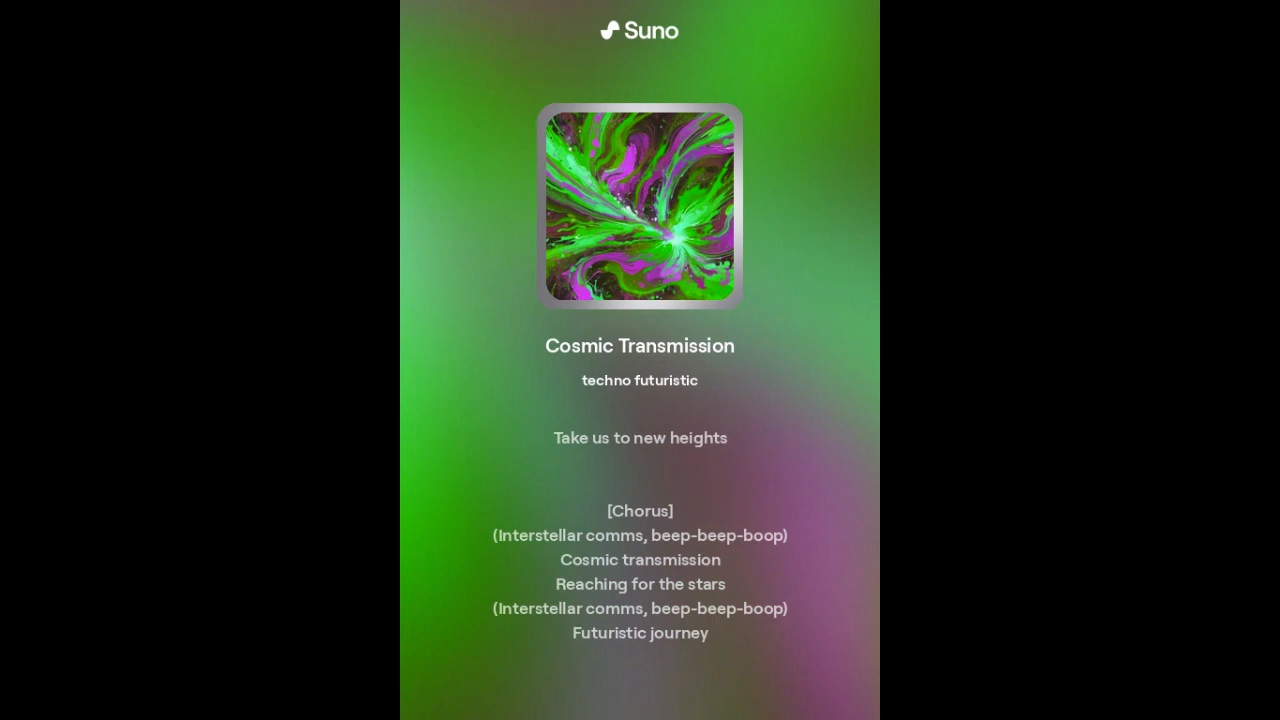 Suno
Cosmic Transmission
techno futuristic
Take us to new heights
[Chorus]
(Interstellar comms, beep-beep-boop)
Cosmic transmission
Reaching for the stars
(Interstellar comms, beep-beep-boop)
Futuristic journey